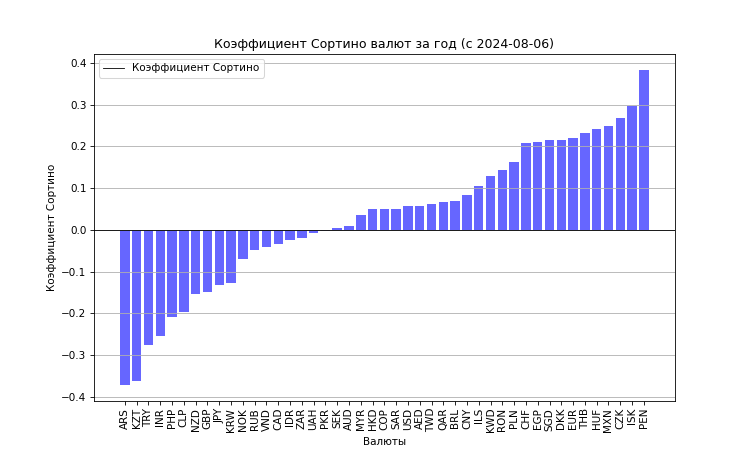 Коэффициент Сортино валют за год (с 2024-08-06)
Коэффициент Сортино
0.4
0.3
0.2
0.1
0.0
−0.1
−0.2
−0.3
−0.4
Коэффициент Сортино
ARS KZT TRY INR PHP CLP NZD GBP JPY KRW NOK RUB VND CAD IDR ZAR UAH PKR SEK AUD MYR HKD COP SAR USD AED TWD QAR BRL CNY ILS KWD RON PLN CHF EGP SGD DKK EUR THB HUF MXN CZK ISK PEN
Валюты